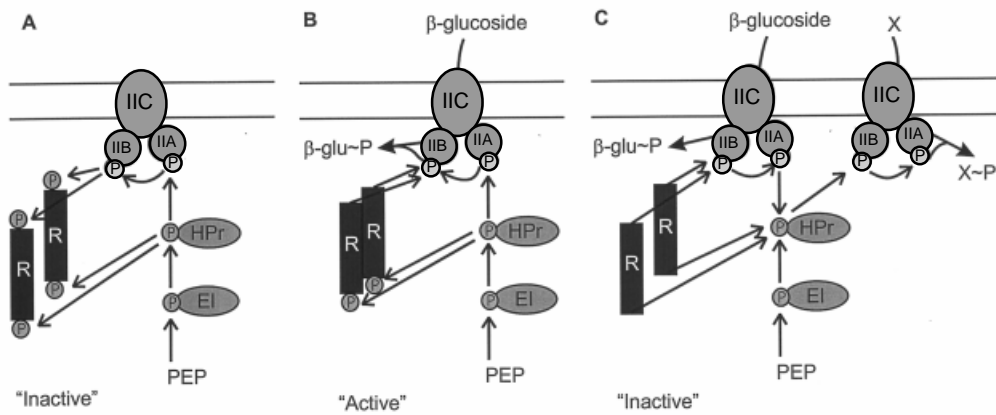 A
IIC
IIB
IIA
P
P
P
P
R
R
P
P
P
HPr
P
EI
PEP
"Inactive"
B
β-glucoside
IIC
β-glu~P
IIB
IIA
P
P
R
R
P
HPr
P
P
P
EI
PEP
"Active"
C
β-glucoside
X
IIC
IIC
β-glu~P
IIB
IIA
IIB
IIA
P
P
P
P
X~P
R
R
P
HPr
P
EI
PEP
"Inactive"